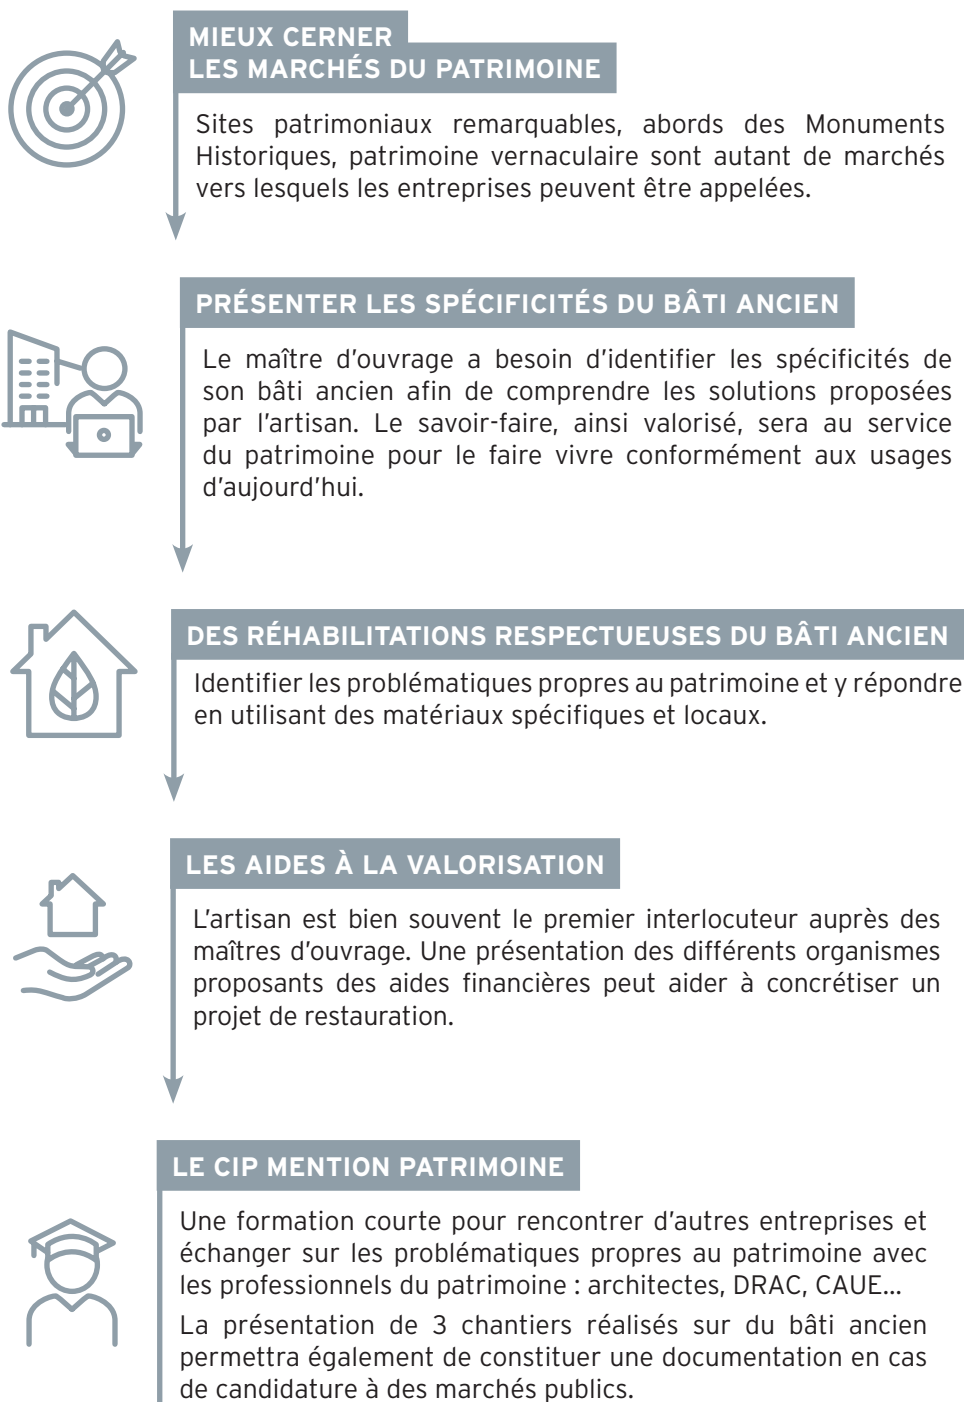 MIEUX CERNER
LES MARCHÉS DU PATRIMOINE
Sites patrimoniaux remarquables, abords des Monuments
Historiques, patrimoine vernaculaire sont autant de marchés
vers lesquels les entreprises peuvent être appelées.
PRÉSENTER LES SPÉCIFICITÉS DU BÂTI ANCIEN
Le maître d'ouvrage a besoin d'identifier les spécificités de
son bâti ancien afin de comprendre les solutions proposées
par l'artisan. Le savoir-faire, ainsi valorisé, sera au service
du patrimoine pour le faire vivre conformément aux usages
d'aujourd'hui.
DES RÉHABILITATIONS RESPECTUEUSES DU BÂTI ANCIEN
Identifier les problématiques propres au patrimoine et y répondre
en utilisant des matériaux spécifiques et locaux.
LES AIDES À LA VALORISATION
L'artisan est bien souvent le premier interlocuteur auprès des
maîtres d'ouvrage. Une présentation des différents organismes
proposants des aides financières peut aider à concrétiser un
projet de restauration.
LE CIP MENTION PATRIMOINE
Une formation courte pour rencontrer d'autres entreprises et
échanger sur les problématiques propres au patrimoine avec
les professionnels du patrimoine : architectes, DRAC, CAUE...
La présentation de 3 chantiers réalisés sur du bâti ancien
permettra également de constituer une documentation en cas
de candidature à des marchés publics.